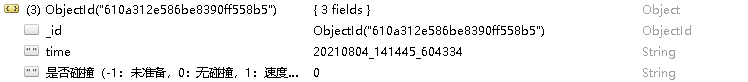 (3) ObjectId("610a312e586be8390ff558b5") { 3 fields } Object
_id ObjectId("610a312e586be8390ff558b5") ObjectId
"" time 20210804_141445_604334 String
"" 是否碰撞（-1：未准备，0：无碰撞，1：速度... 0 String